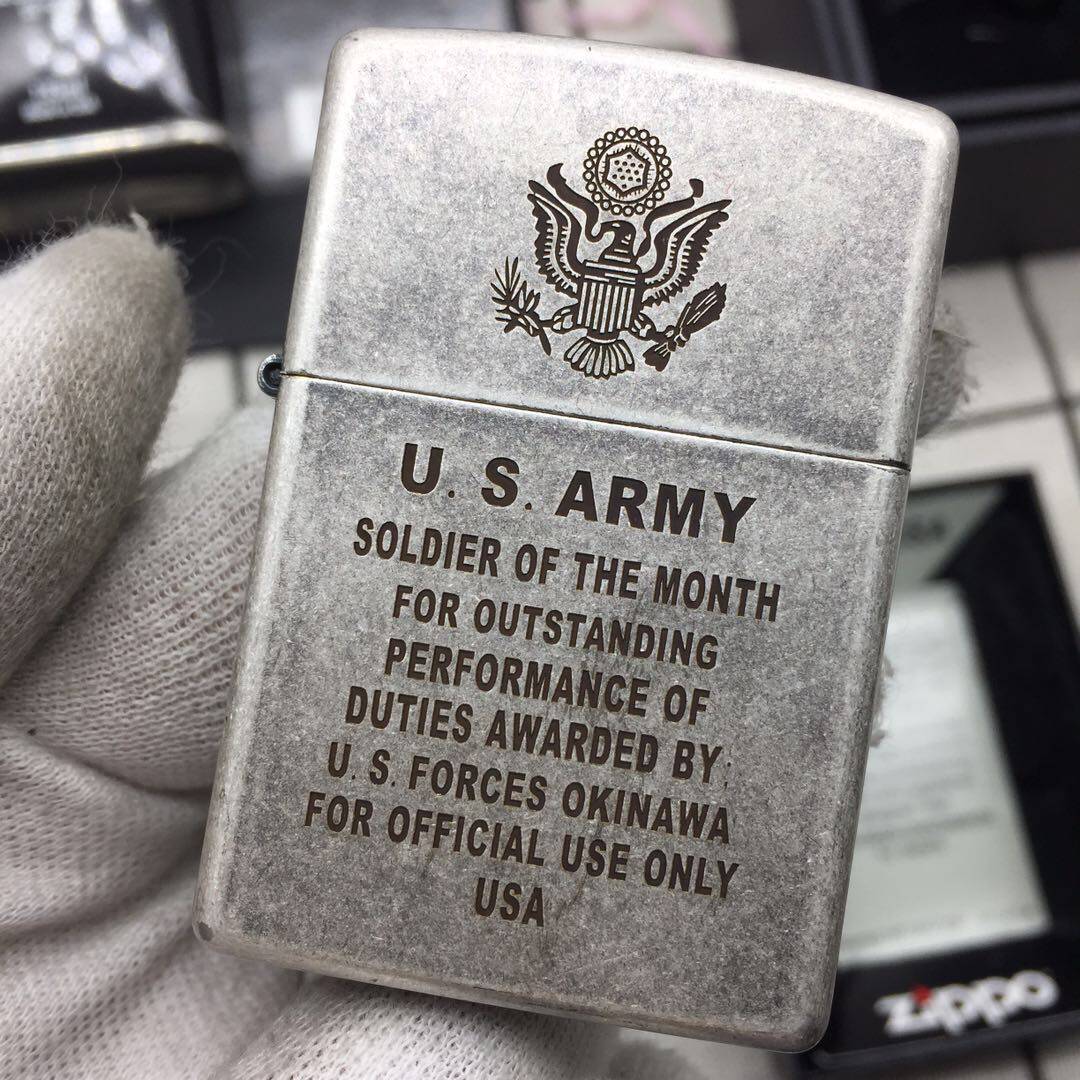 U. S. ARMY
SOLDIER OF THE MONTH
FOR OUTSTANDING
PERFORMANCE OF
DUTIES AWARDED BY:
U. S. FORCES OKINAWA
FOR OFFICIAL USE ONLY
USA
zippo